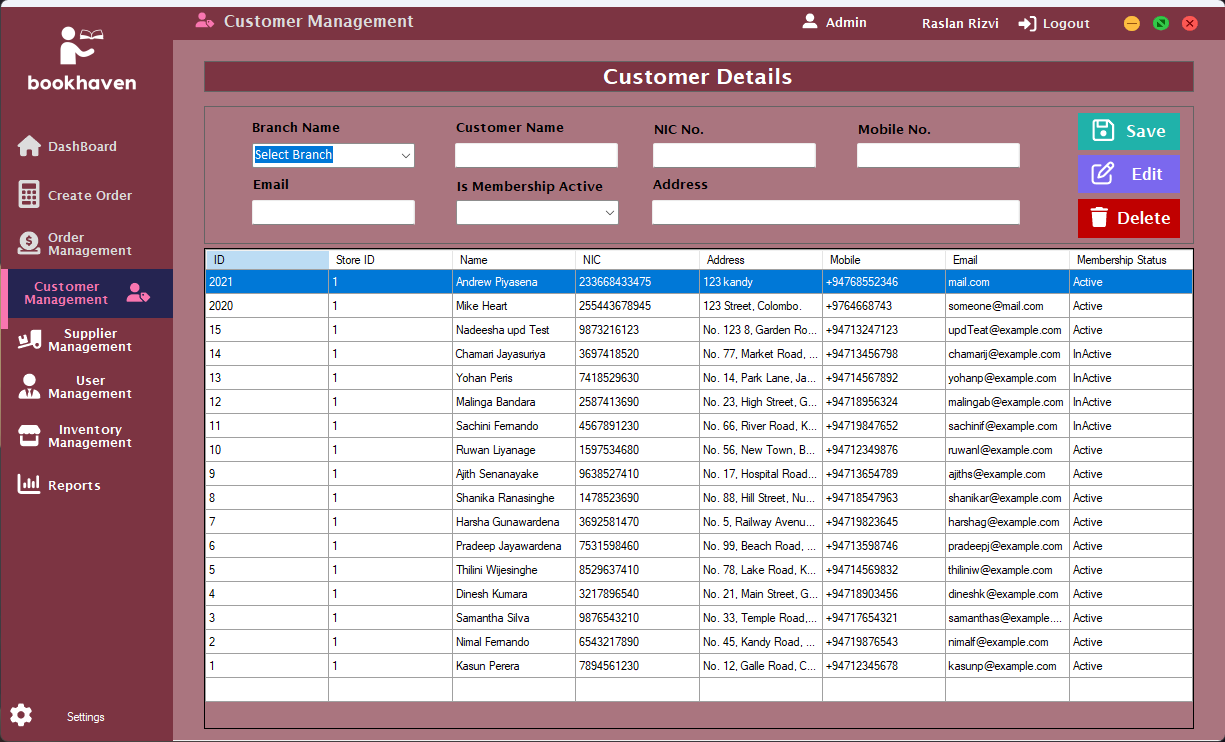 Customer Management
Admin
Raslan Rizvi
Logout
bookhaven
DashBoard
Create Order
Order
Management
Customer
Management
Supplier
Management
User
Management
Inventory
Management
Reports
Settings
Customer Details
Branch Name
Customer Name
NIC No.
Mobile No.
Select Branch
Email
Is Membership Active
Address
Save
Edit
Delete
ID Store ID Name NIC Address Mobile Email Membership Status
2021 1 Andrew Piyasena 233668433475 123 kandy +94768552346 mail.com Active
2020 1 Mike Heart 255443678945 123 Street, Colombo. +9764668743 someone@mail.com Active
15 1 Nadeesha upd Test 9873216123 No. 123 8, Garden Ro... +94713247123 updTeat@example.com Active
14 1 Chamari Jayasuriya 3697418520 No. 77, Market Road, ... +94713456798 chamarij@example.com InActive
13 1 Yohan Peris 7418529630 No. 14, Park Lane, Ja... +94714567892 yohanp@example.com InActive
12 1 Malinga Bandara 2587413690 No. 23, High Street, G... +94718956324 malingab@example.com InActive
11 1 Sachini Fernando 4567891230 No. 66, River Road, K... +94719847652 sachinif@example.com InActive
10 1 Ruwan Liyanage 1597534680 No. 56, New Town, B... +94712349876 ruwanl@example.com Active
9 1 Ajith Senanayake 9638527410 No. 17, Hospital Road... +94713654789 ajiths@example.com Active
8 1 Shanika Ranasinghe 1478523690 No. 88, Hill Street, Nu... +94718547963 shanikar@example.com Active
7 1 Harsha Gunawardena 3692581470 No. 5, Railway Avenu... +94719823645 harshag@example.com Active
6 1 Pradeep Jayawardena 7531598460 No. 99, Beach Road, ... +94713598746 pradeepj@example.com Active
5 1 Thilini Wijesinghe 8529637410 No. 78, Lake Road, K... +94714569832 thiliniw@example.com Active
4 1 Dinesh Kumara 3217896540 No. 21, Main Street, G... +94718903456 dineshk@example.com Active
3 1 Samantha Silva 9876543210 No. 33, Temple Road,... +94717654321 samanthas@example.... Active
2 1 Nimal Fernando 6543217890 No. 45, Kandy Road, ... +94719876543 nimalf@example.com Active
1 1 Kasun Perera 7894561230 No. 12, Galle Road, C... +94712345678 kasunp@example.com Active